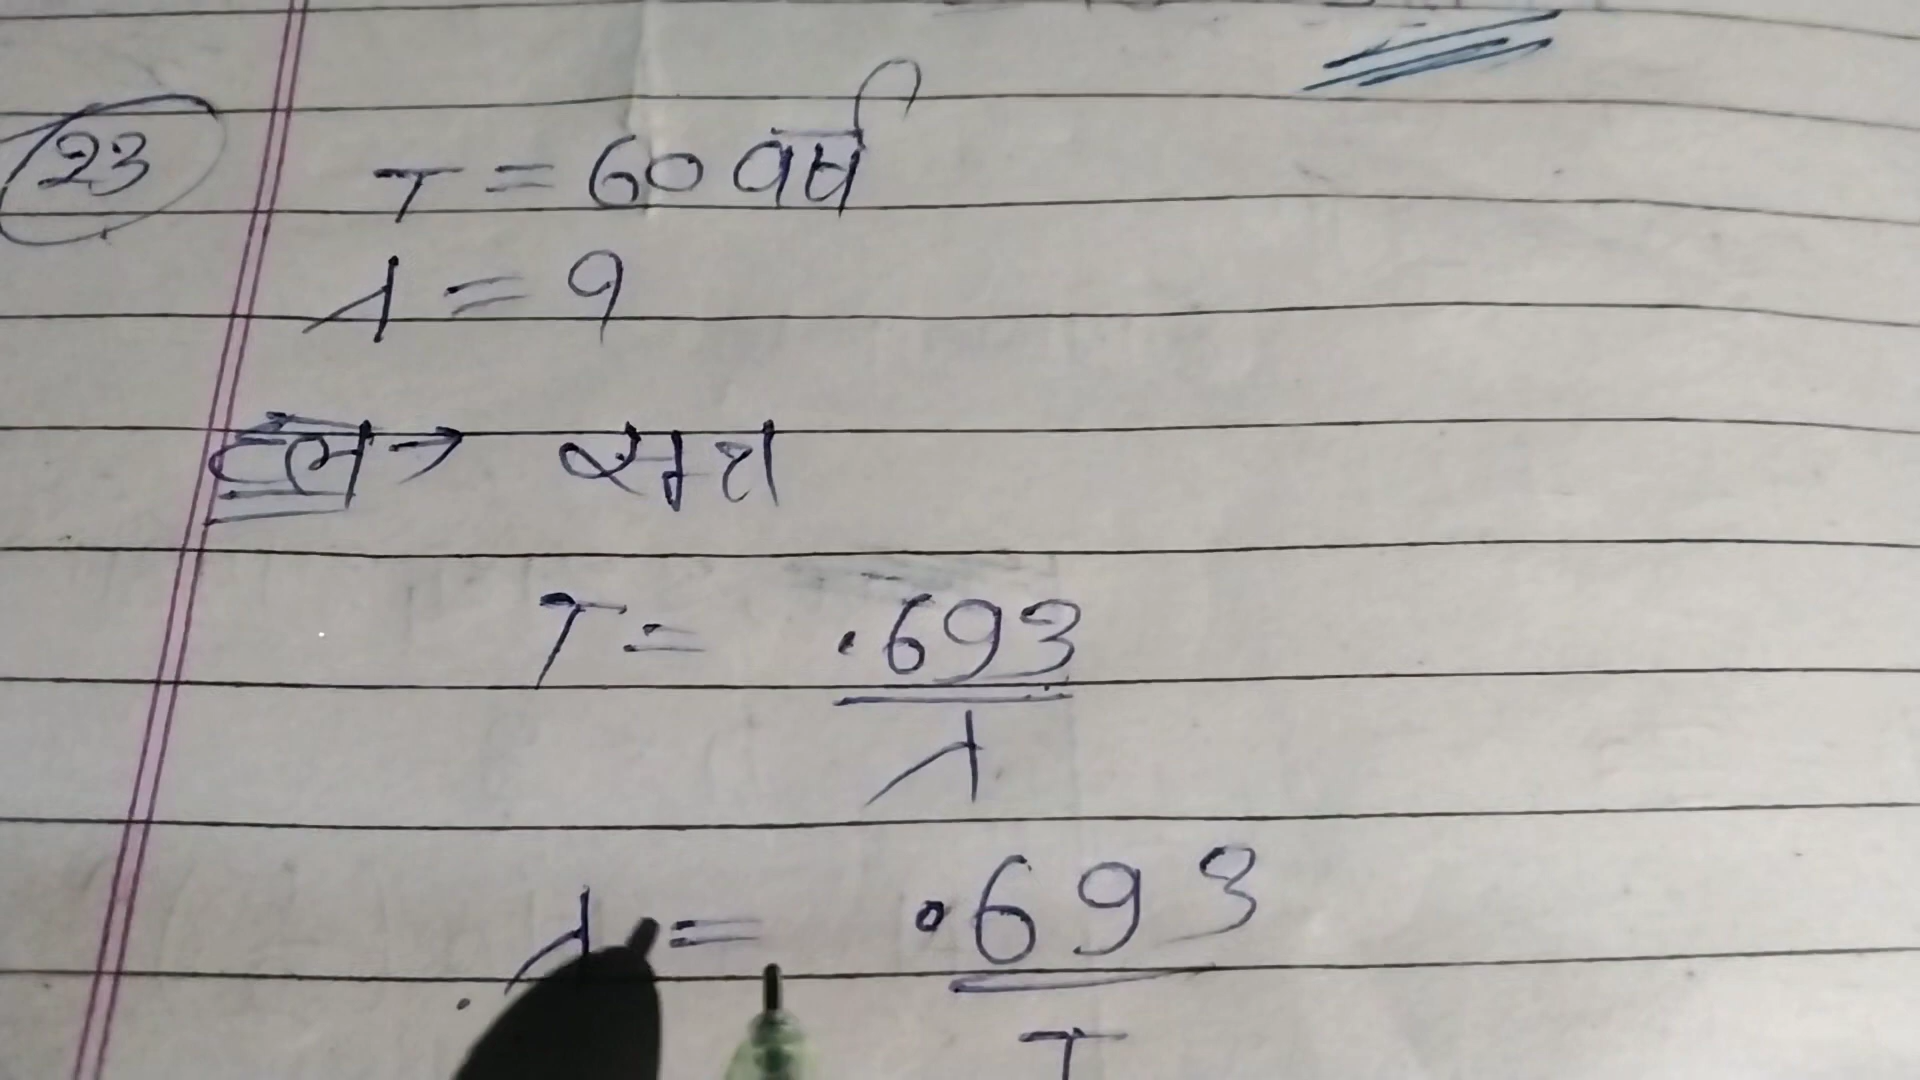 23 T = 60 वर्ष
λ = ?
हल → सूत्र
T = .693
λ
λ = .693
T